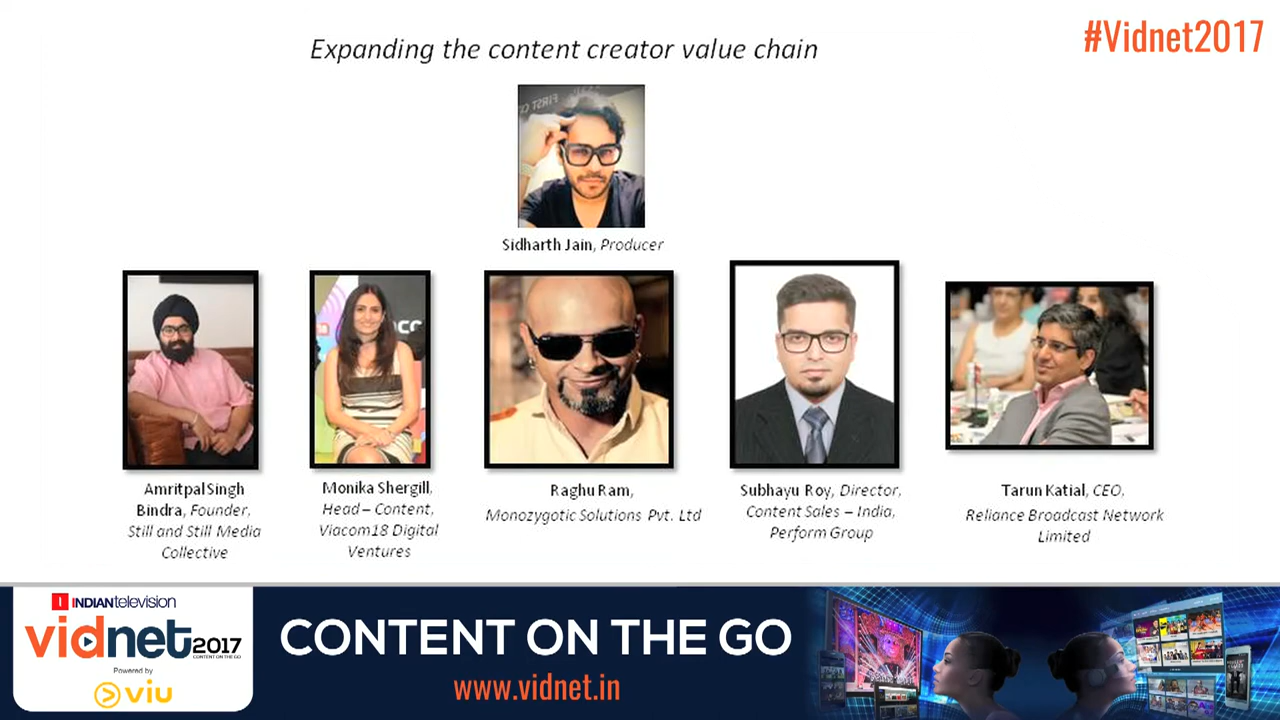 #Vidnet2017
Expanding the content creator value chain
Sidharth Jain, Producer
Amritpal Singh
Bindra, Founder,
Still and Still Media
Collective
Monika Shergill,
Head – Content,
Viacom18 Digital
Ventures
Raghu Ram,
Monozygotic Solutions Pvt. Ltd
Subhayu Roy, Director,
Content Sales – India,
Perform Group
Tarun Katial, CEO,
Reliance Broadcast Network
Limited
INDIANtelevision
vidnet2017
CONTENT ON THE GO
Powered by
viu
CONTENT ON THE GO
www.vidnet.in